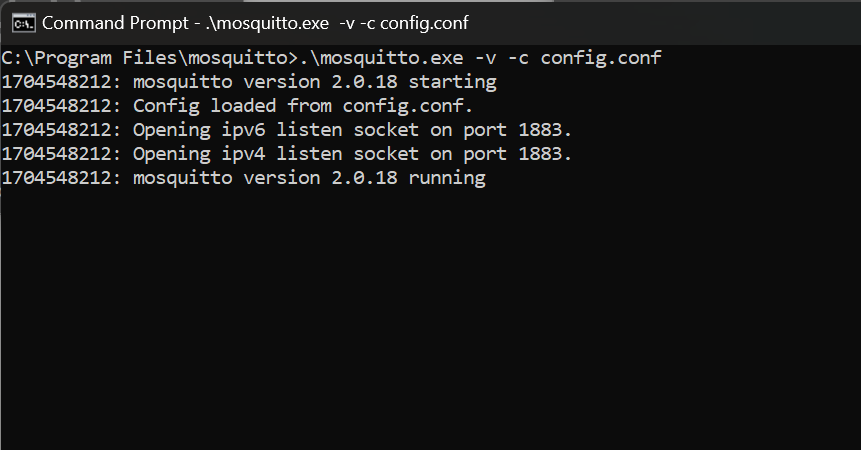 Command Prompt - .\mosquitto.exe  -v -c config.conf
C:\Program Files\mosquitto>.\mosquitto.exe -v -c config.conf
1704548212: mosquitto version 2.0.18 starting
1704548212: Config loaded from config.conf.
1704548212: Opening ipv6 listen socket on port 1883.
1704548212: Opening ipv4 listen socket on port 1883.
1704548212: mosquitto version 2.0.18 running